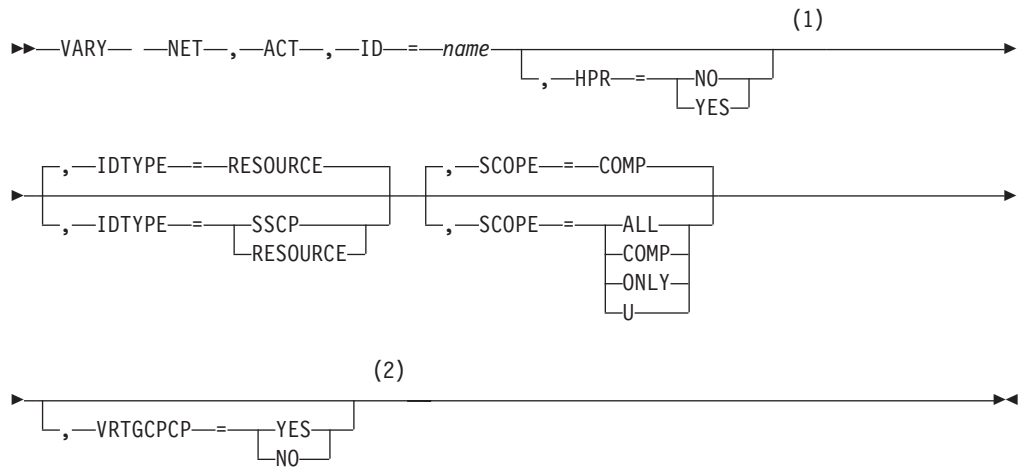 (1)
VARY NET , ACT , ID = name
, HPR = NO
YES
, IDTYPE = RESOURCE , SCOPE = COMP
, IDTYPE = SSCP , SCOPE = ALL
RESOURCE COMP
ONLY
U
(2)
, VRTGCPCP = YES
NO